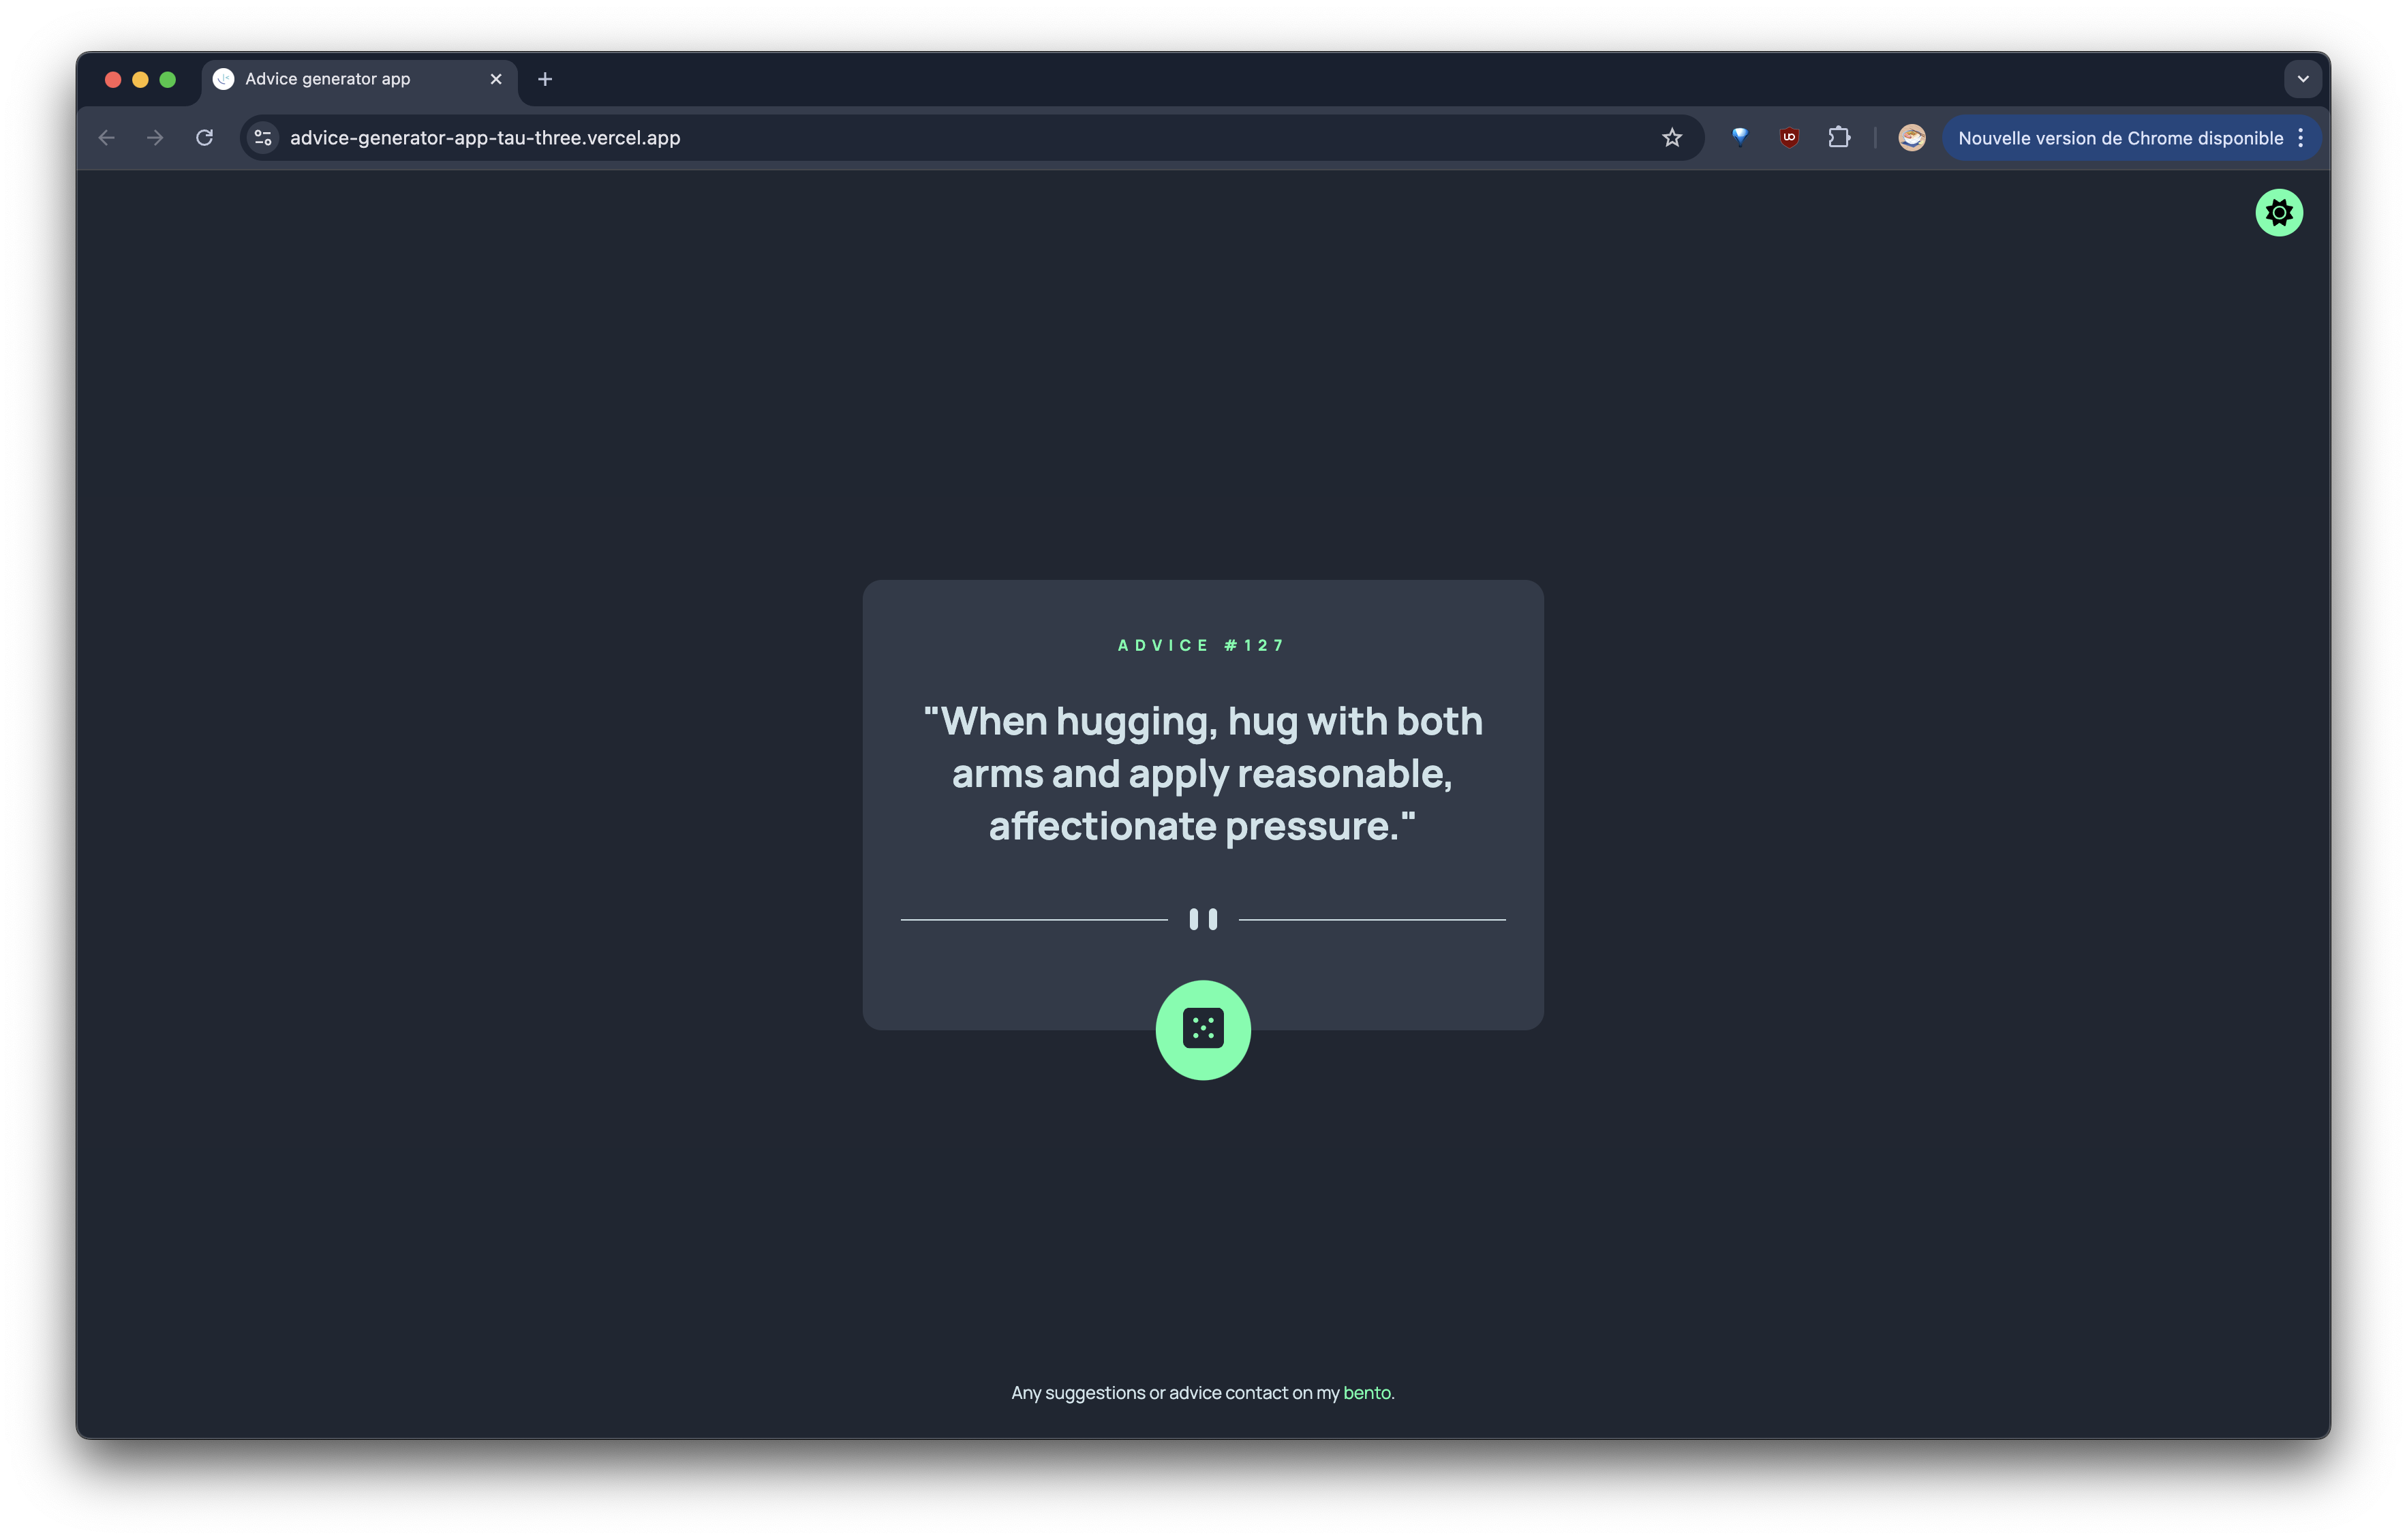 Advice generator app
advice-generator-app-tau-three.vercel.app
Nouvelle version de Chrome disponible
ADVICE #127
"When hugging, hug with both
arms and apply reasonable,
affectionate pressure."
Any suggestions or advice contact on my bento.